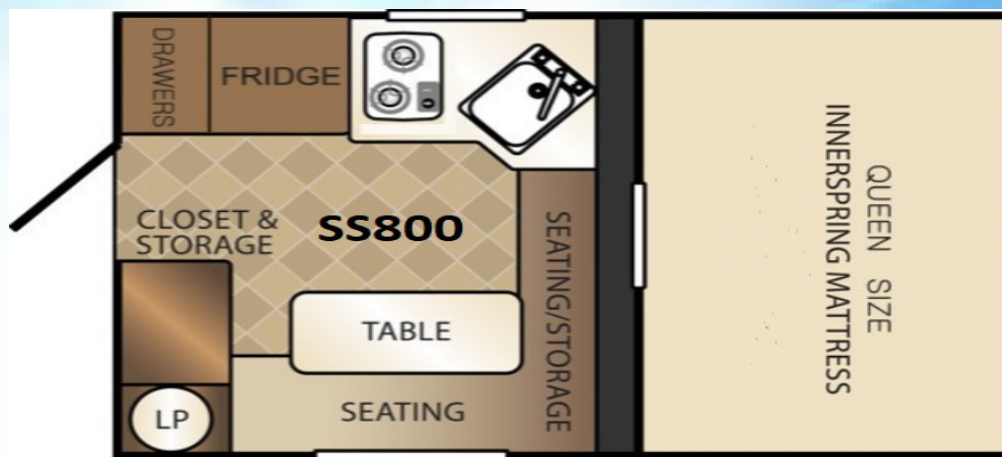 DRAWERS
FRIDGE
CLOSET &
STORAGE
SS800
SEATING/STORAGE
TABLE
SEATING
LP
QUEEN SIZE
INNERSPRING MATTRESS